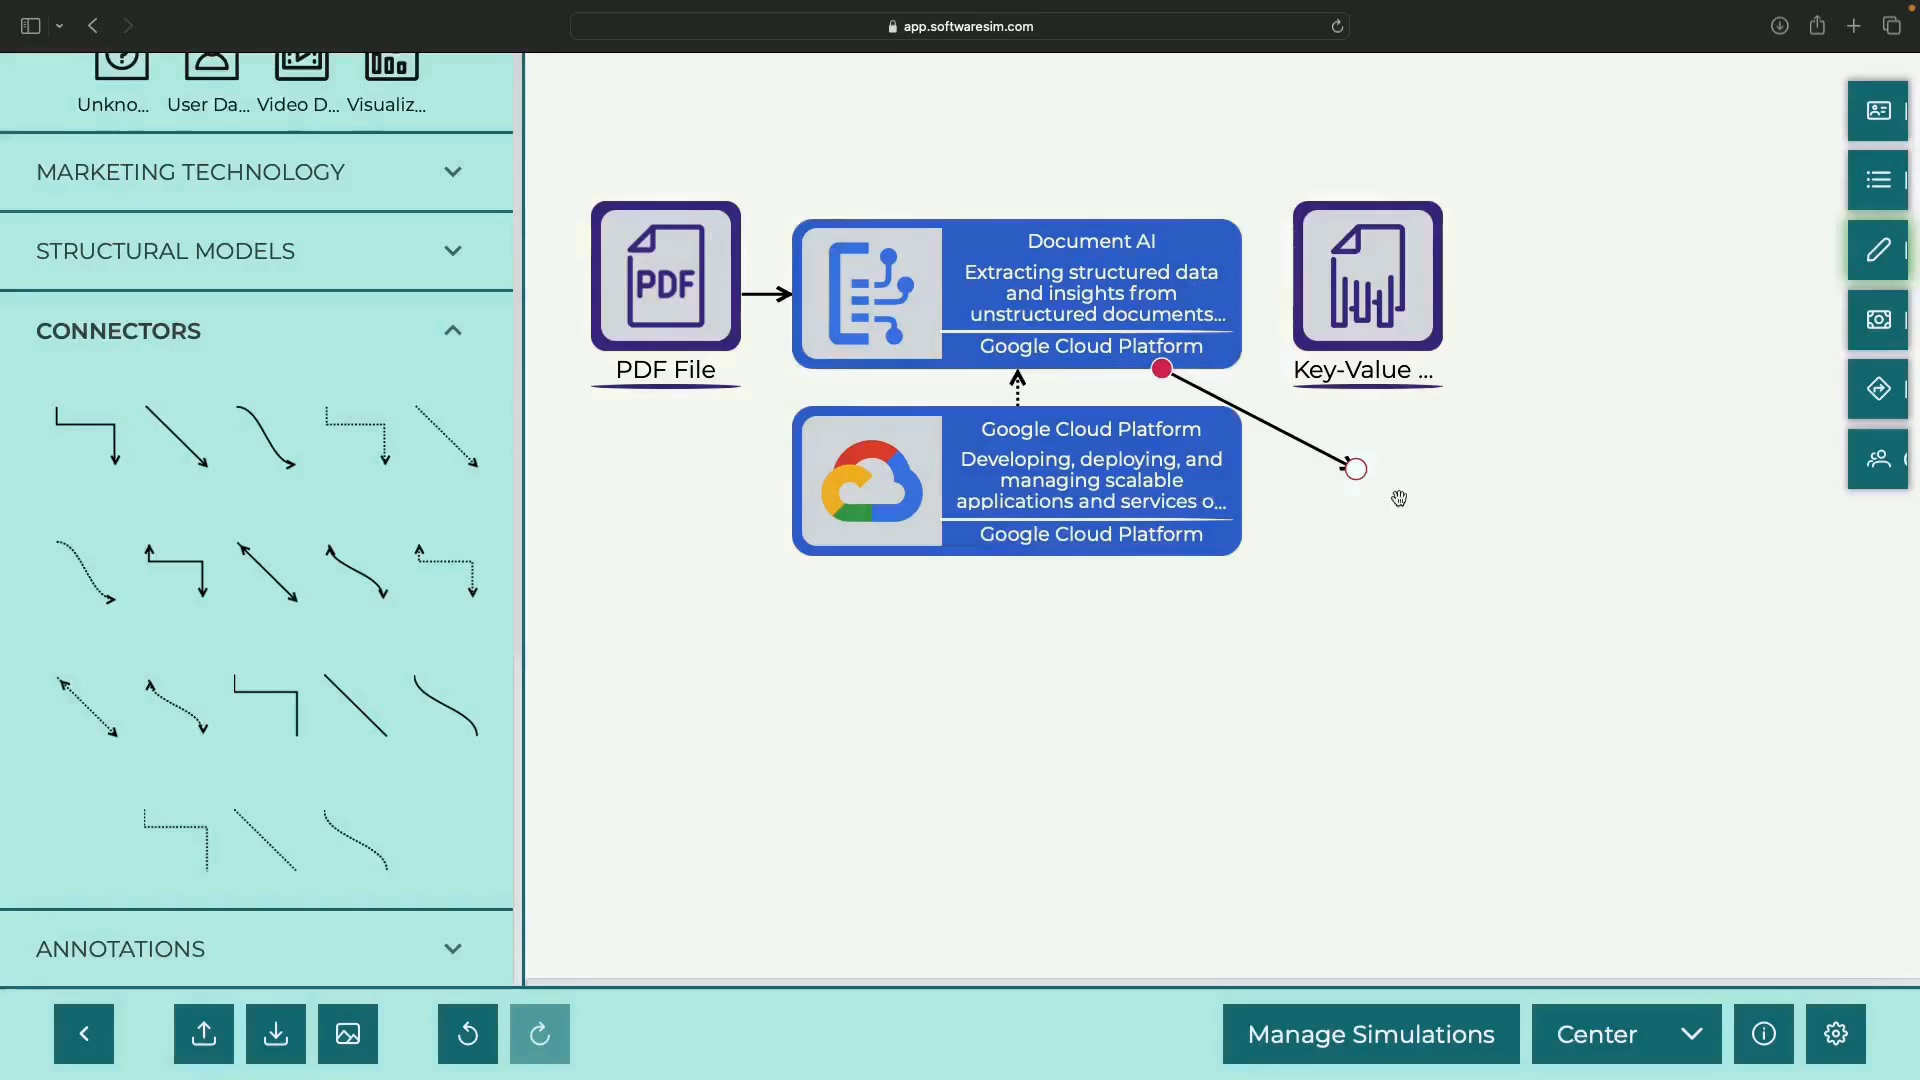 app.softwaresim.com
Unkno... User Da... Video D... Visualiz...
MARKETING TECHNOLOGY
STRUCTURAL MODELS
CONNECTORS
ANNOTATIONS
PDF
PDF File
Document AI
Extracting structured data
and insights from
unstructured documents...
Google Cloud Platform
Key-Value ...
Google Cloud Platform
Developing, deploying, and
managing scalable
applications and services o...
Google Cloud Platform
Manage Simulations
Center